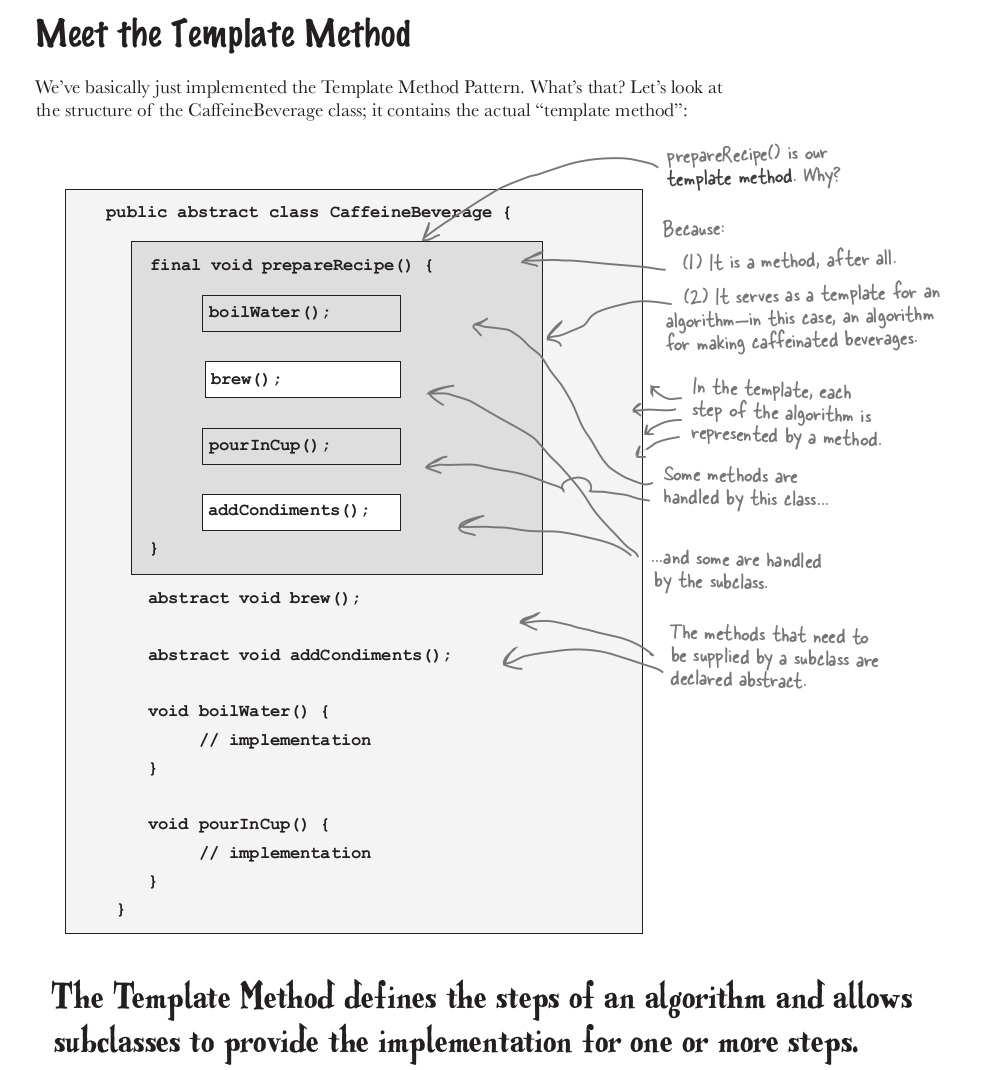 Meet the Template Method
We’ve basically just implemented the Template Method Pattern. What’s that? Let’s look at
the structure of the CaffeineBeverage class; it contains the actual “template method”:
prepareRecipe() is our
template method. Why?
public abstract class CaffeineBeverage {
Because:
final void prepareRecipe() {
(1) It is a method, after all.
(2) It serves as a template for an
algorithm—in this case, an algorithm
for making caffeinated beverages.
boilWater();
brew();
In the template, each
step of the algorithm is
represented by a method.
pourInCup();
Some methods are
handled by this class...
addCondiments();
}
...and some are handled
by the subclass.
abstract void brew();
abstract void addCondiments();
The methods that need to
be supplied by a subclass are
declared abstract.
void boilWater() {
// implementation
}
void pourInCup() {
// implementation
}
}
The Template Method defines the steps of an algorithm and allows
subclasses to provide the implementation for one or more steps.